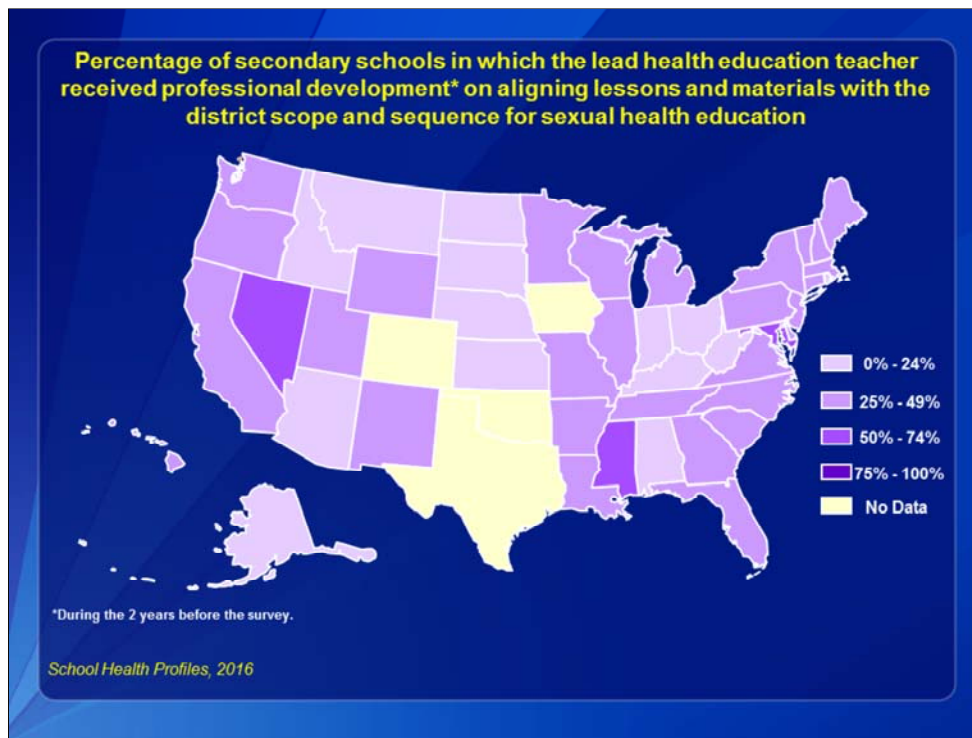 Percentage of secondary schools in which the lead health education teacher
received professional development* on aligning lessons and materials with the
district scope and sequence for sexual health education
0% - 24%
25% - 49%
50% - 74%
75% - 100%
No Data
*During the 2 years before the survey.
School Health Profiles, 2016